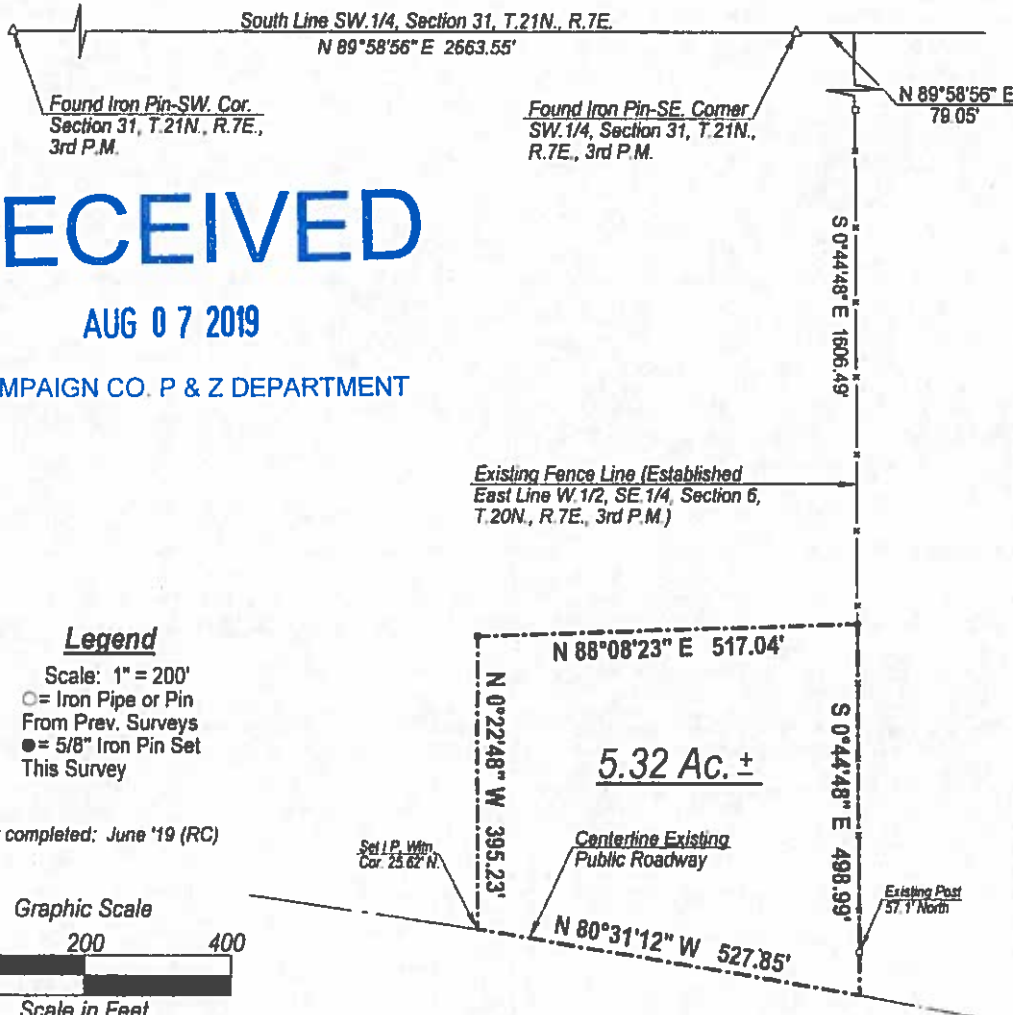 South Line SW.1/4, Section 31, T.21N., R.7E.
N 89°58'56" E 2663.55'
Found Iron Pin-SW. Cor.
Section 31, T.21N., R.7E.,
3rd P.M.
Found Iron Pin-SE. Corner
SW.1/4, Section 31, T.21N.,
R.7E., 3rd P.M.
N 89°58'56" E
79.05'
ECEIVED
AUG 07 2019
MPAIGN CO. P & Z DEPARTMENT
S 0°44'48" E 1606.49'
Existing Fence Line (Established
East Line W.1/2, SE.1/4, Section 6,
T.20N., R.7E., 3rd P.M.)
Legend
Scale: 1" = 200'
○= Iron Pipe or Pin
From Prev. Surveys
●= 5/8" Iron Pin Set
This Survey
completed: June '19 (RC)
Graphic Scale
200 400
Scale in Feet
N 88°08'23" E 517.04'
N 0°22'48" W 395.23'
5.32 Ac. ±
S 0°44'48" E 498.99'
Set I.P. Witn.
Cor. 25.62' N.
Centerline Existing
Public Roadway
Existing Post
57.1' North
N 80°31'12" W 527.85'